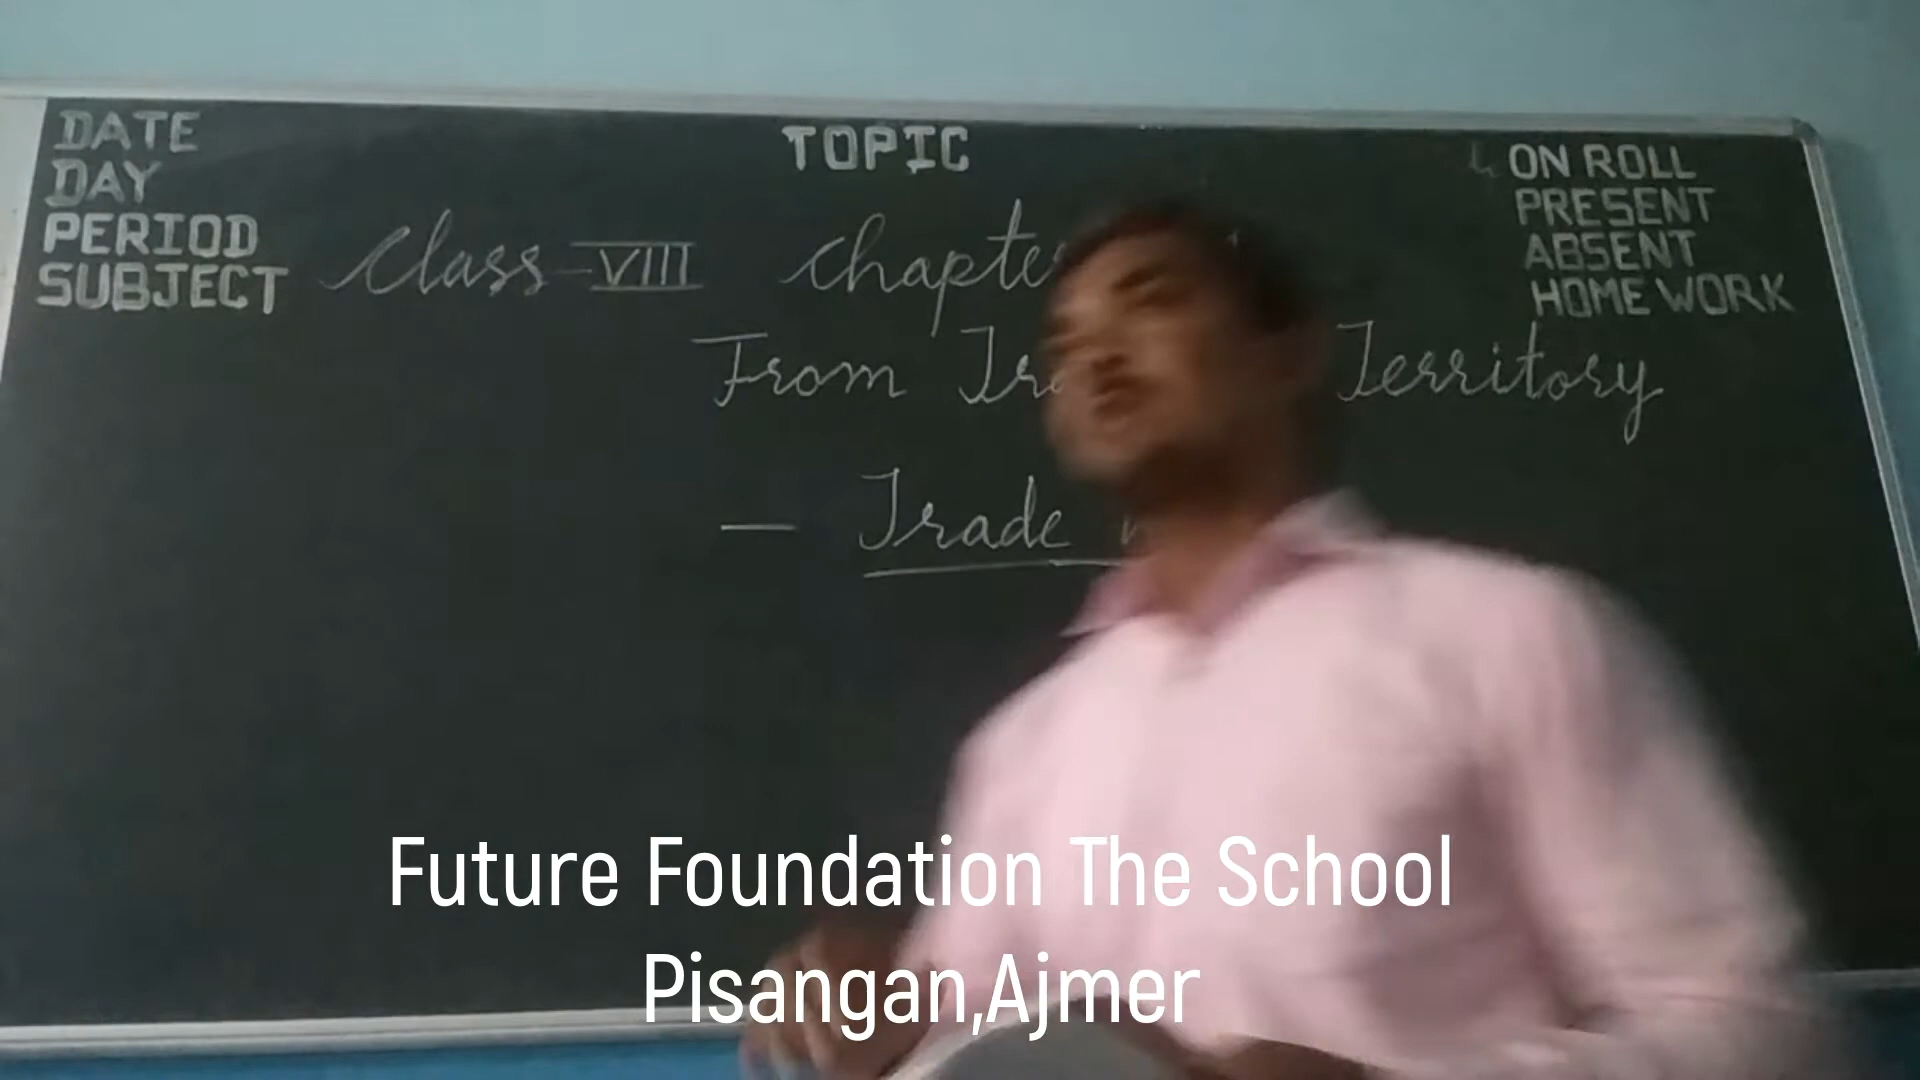 DATE
DAY
PERIOD
SUBJECT
TOPIC
ON ROLL
PRESENT
ABSENT
HOME WORK
Class-VIII chapter
From Territory
— Trade
Future Foundation The School
Pisangan,Ajmer